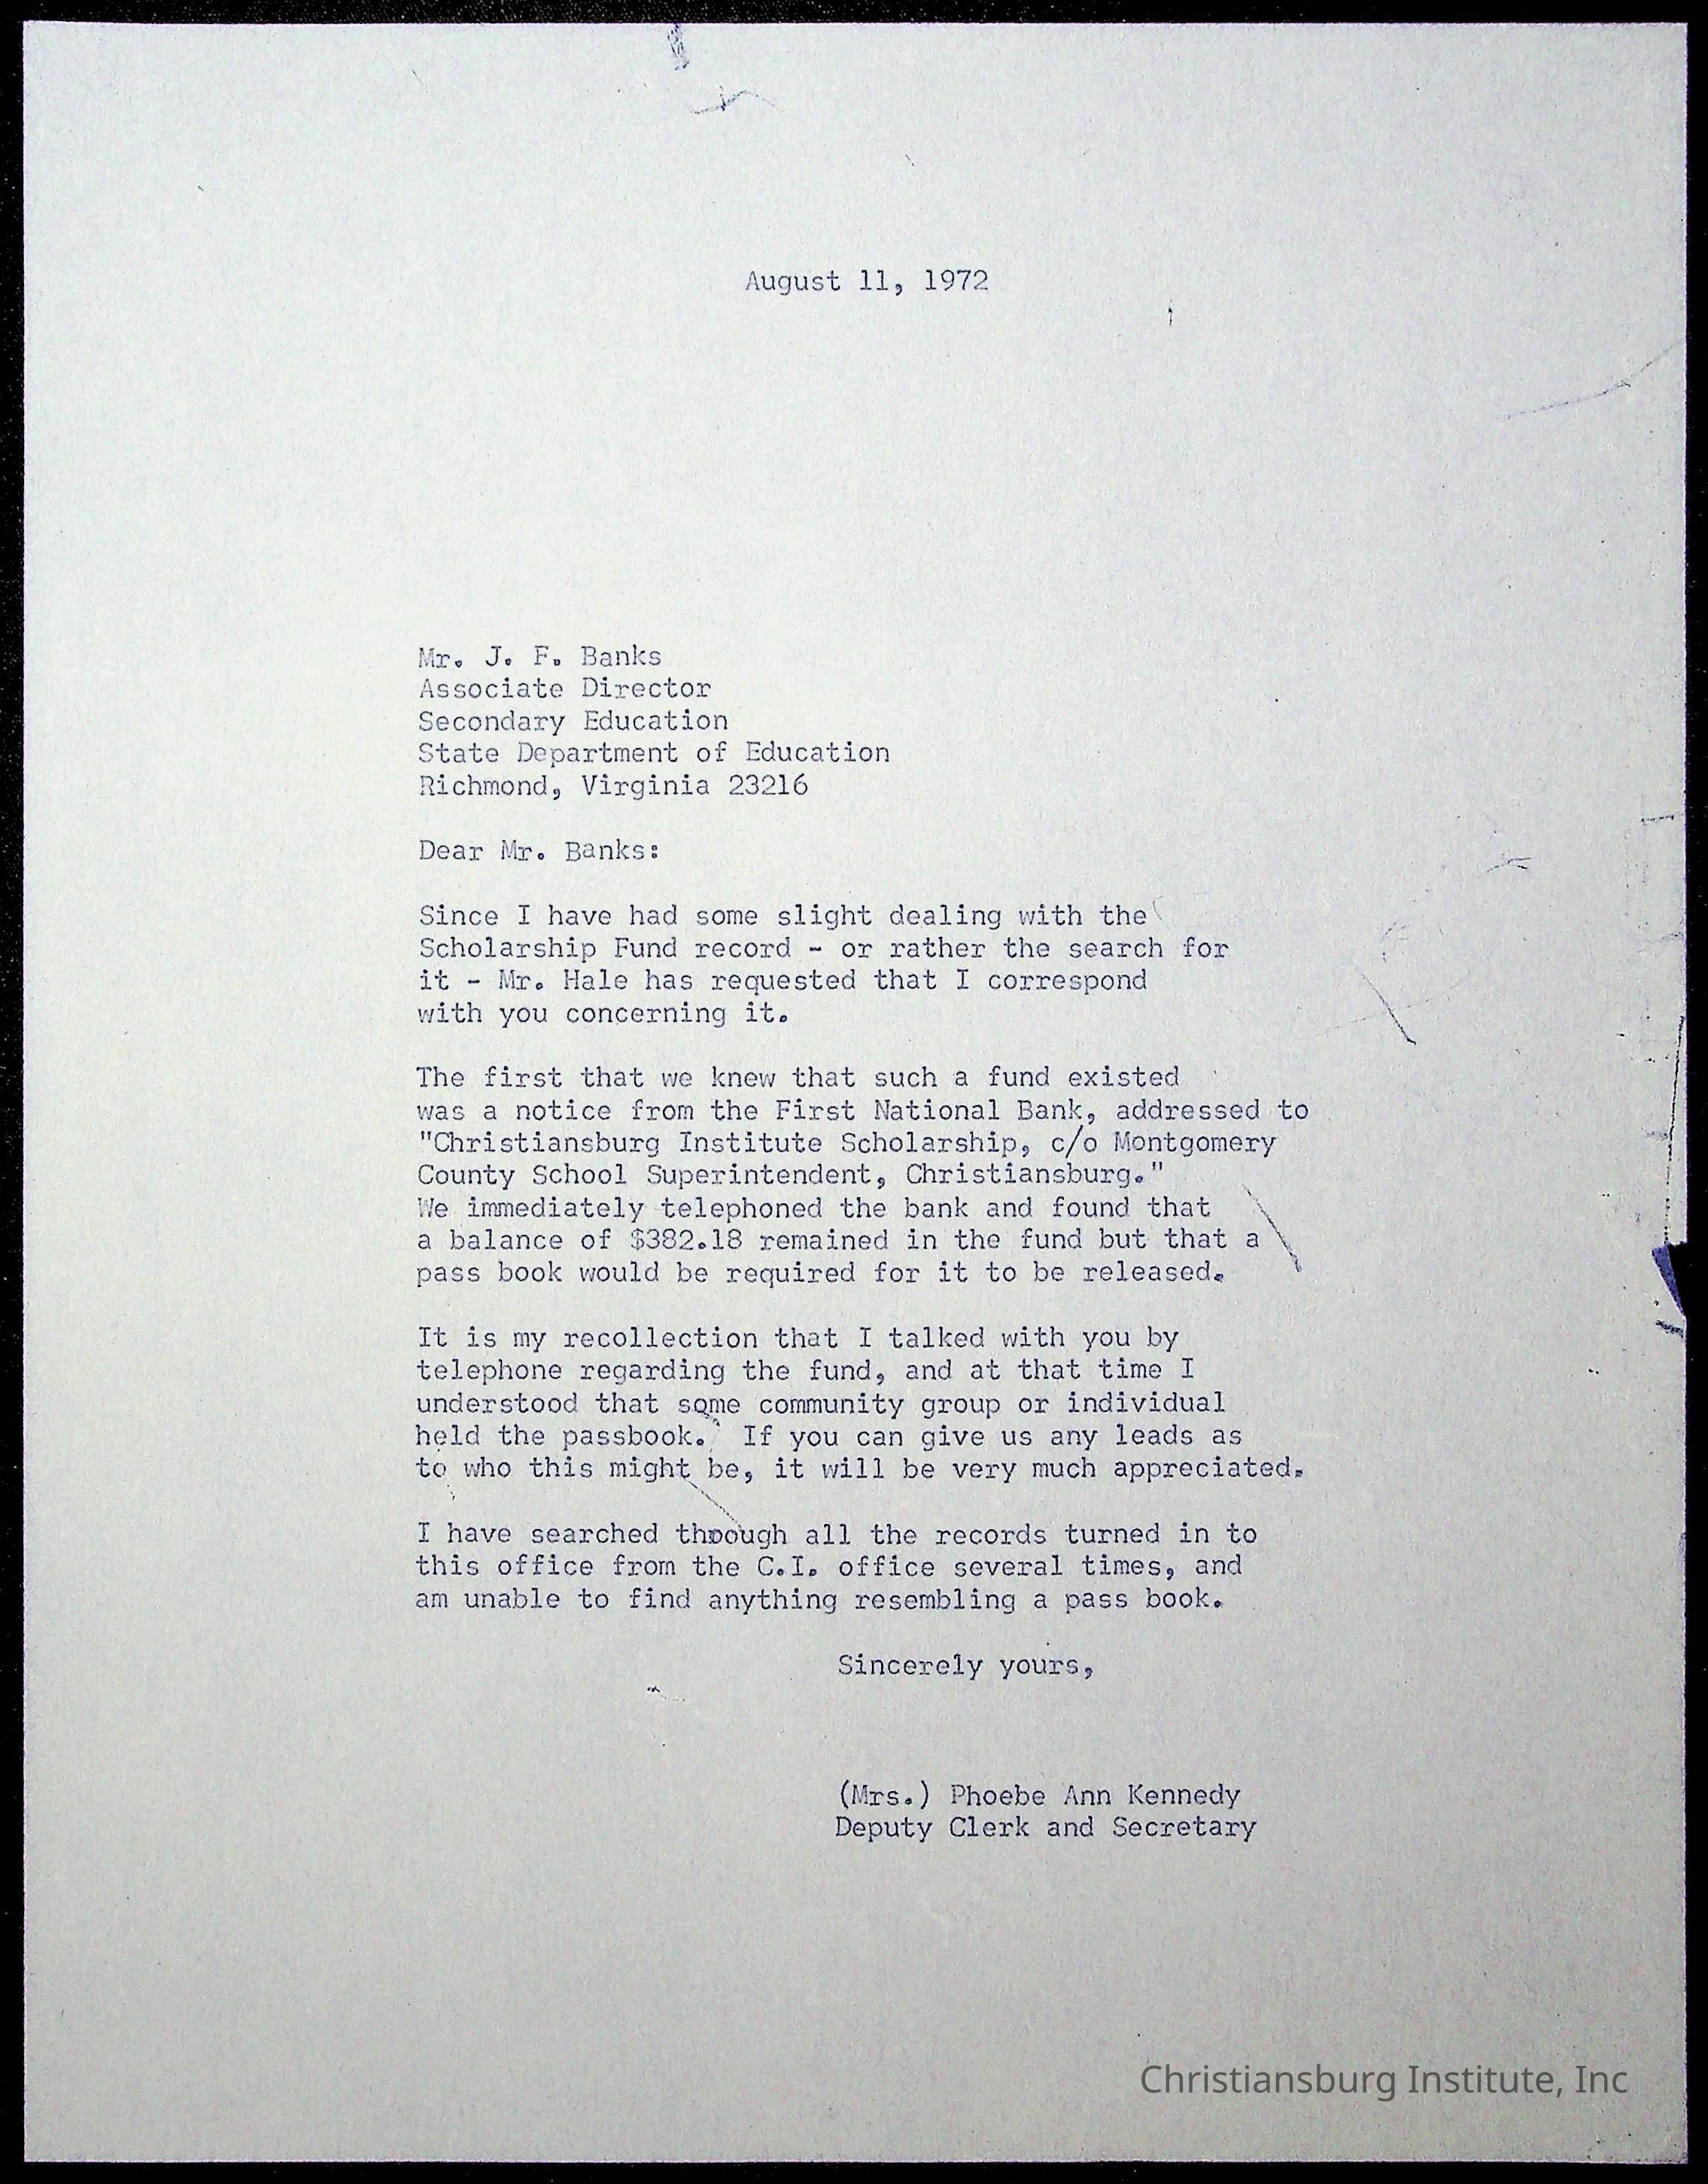 August 11, 1972
Mr. J. F. Banks
Associate Director
Secondary Education
State Department of Education
Richmond, Virginia 23216
Dear Mr. Banks:
Since I have had some slight dealing with the
Scholarship Fund record - or rather the search for
it - Mr. Hale has requested that I correspond
with you concerning it.
The first that we knew that such a fund existed
was a notice from the First National Bank, addressed to
"Christiansburg Institute Scholarship, c/o Montgomery
County School Superintendent, Christiansburg."
We immediately telephoned the bank and found that
a balance of $382.18 remained in the fund but that a
pass book would be required for it to be released.
It is my recollection that I talked with you by
telephone regarding the fund, and at that time I
understood that some community group or individual
held the passbook. If you can give us any leads as
to who this might be, it will be very much appreciated.
I have searched through all the records turned in to
this office from the C.I. office several times, and
am unable to find anything resembling a pass book.
Sincerely yours,
(Mrs.) Phoebe Ann Kennedy
Deputy Clerk and Secretary
Christiansburg Institute, Inc